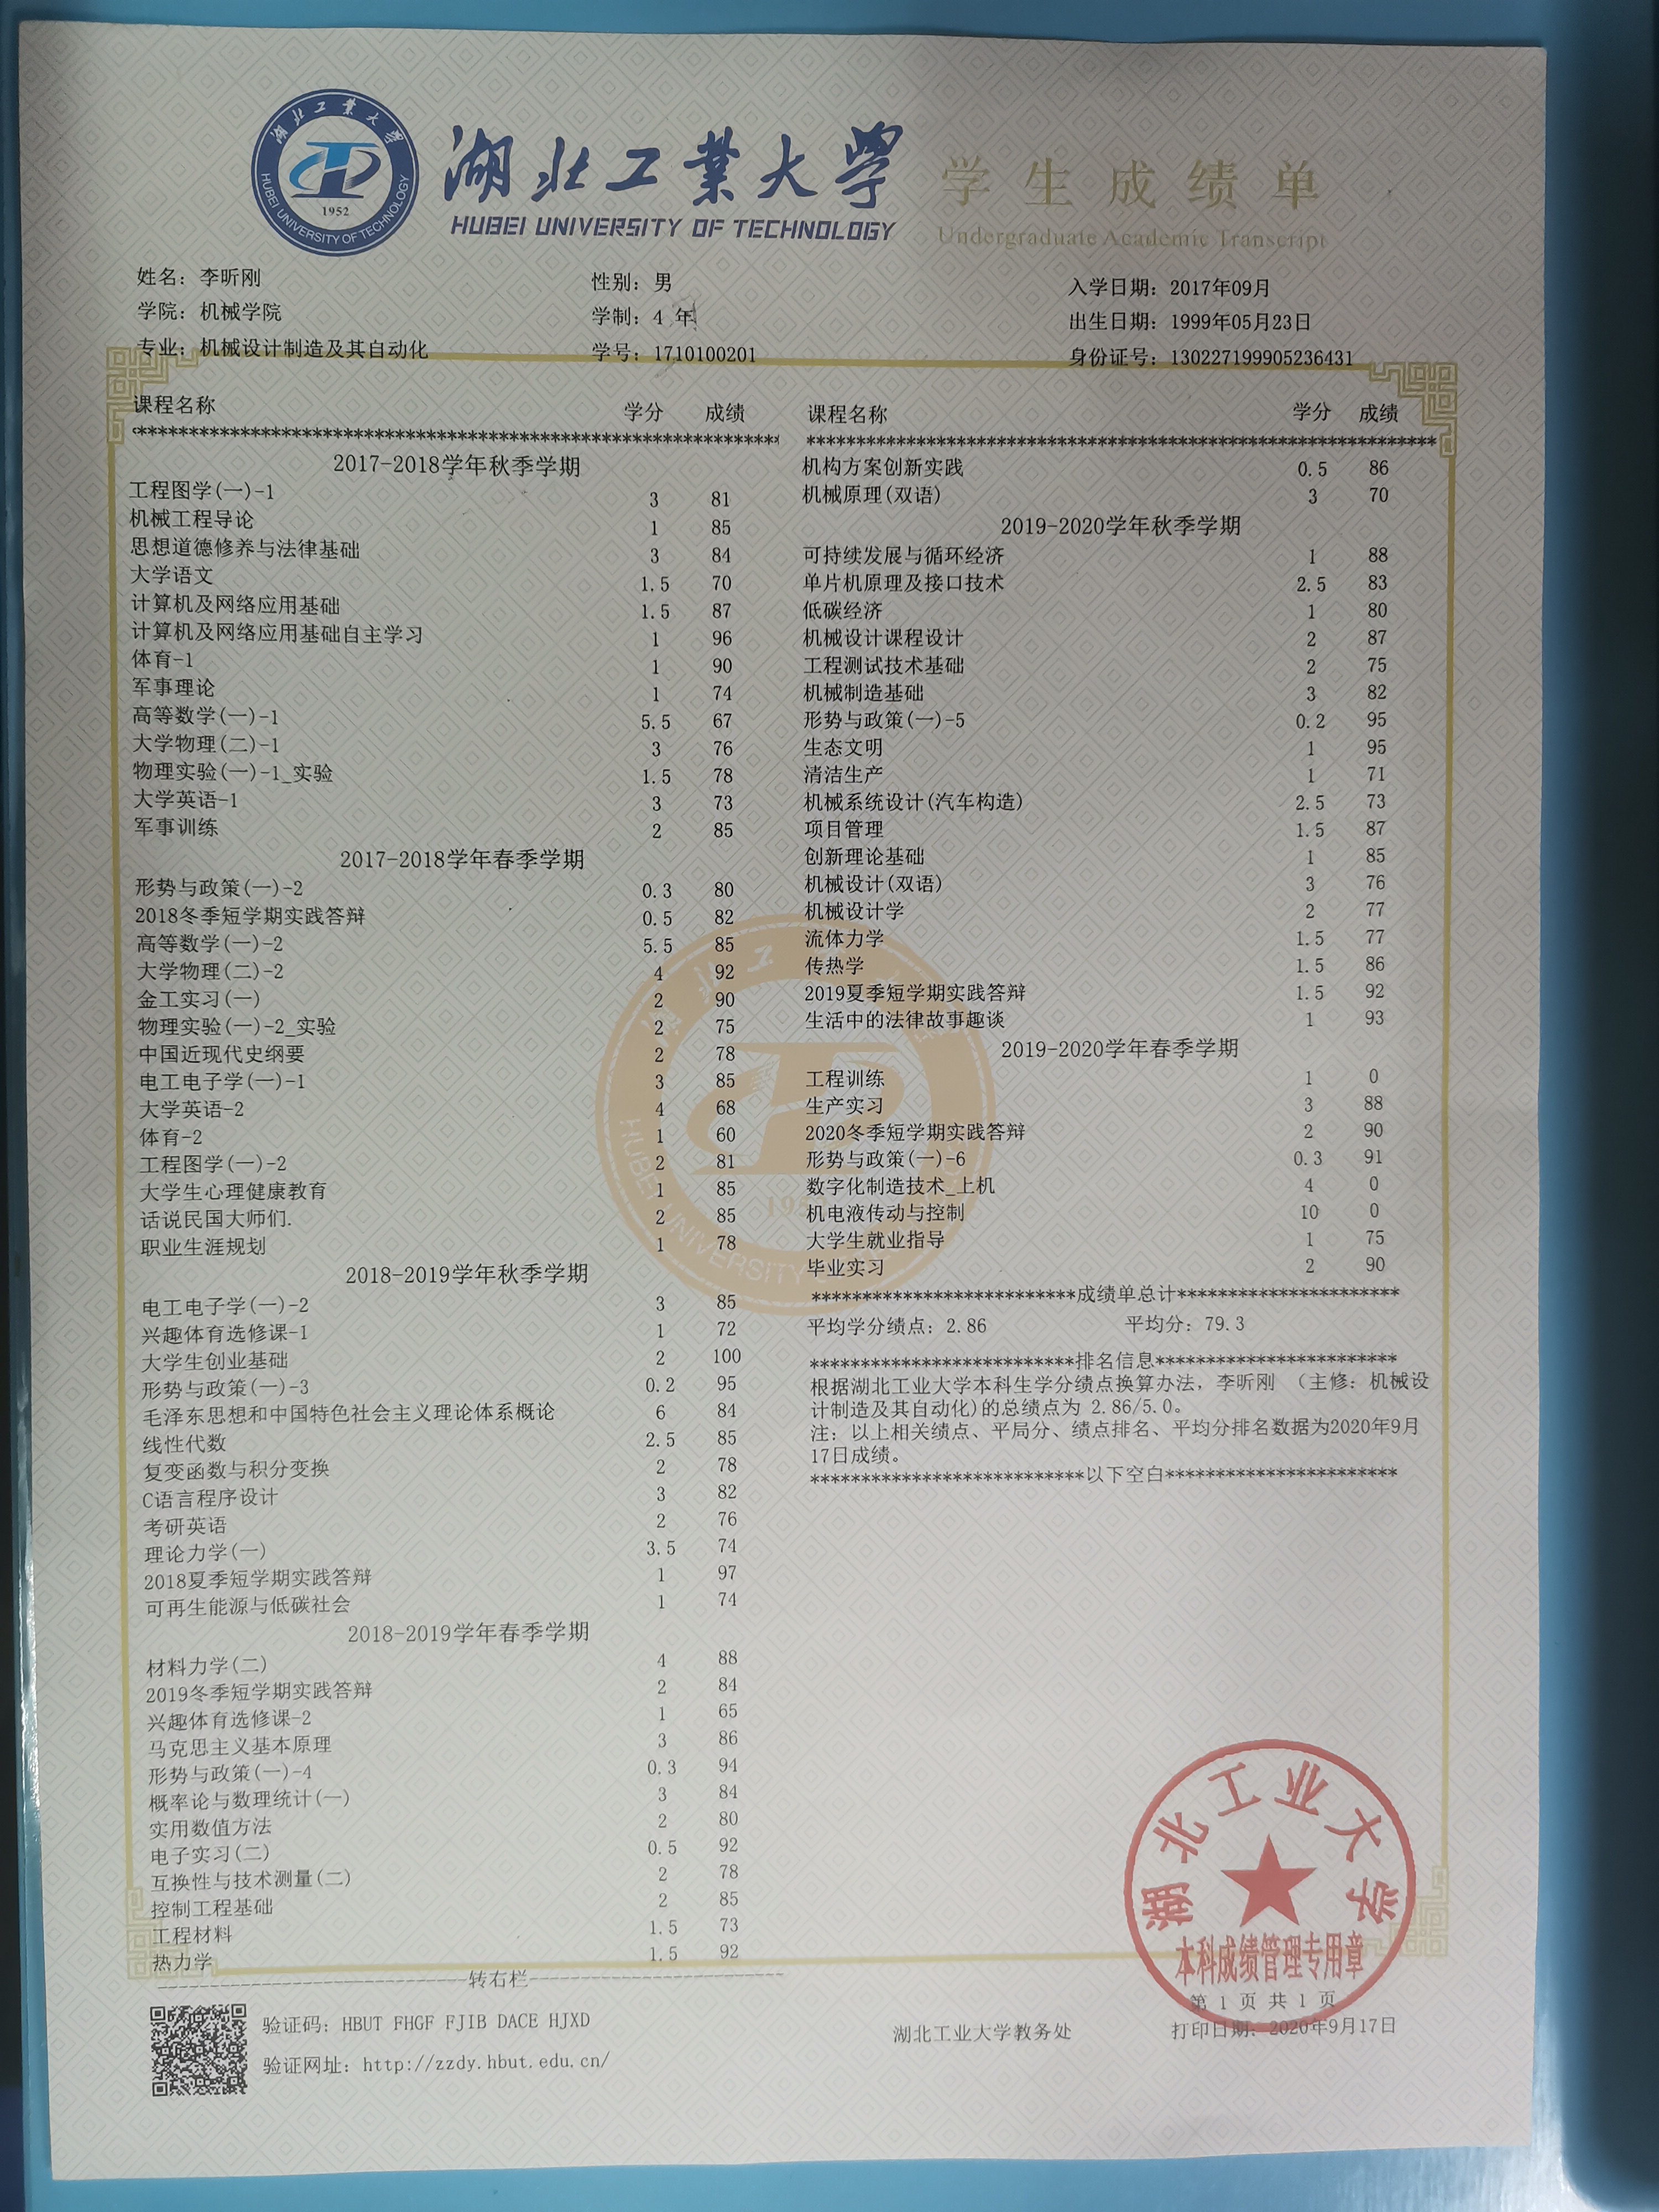 湖北工業大學
HUBEI UNIVERSITY OF TECHNOLOGY
1952
湖北工業大學
HUBEI UNIVERSITY OF TECHNOLOGY
学生成绩单
Undergraduate Academic Transcript
姓名：李昕刚 性别：男 入学日期：2017年09月
学院：机械学院 学制：4 年 出生日期：1999年05月23日
专业：机械设计制造及其自动化 学号：1710100201 身份证号：130227199905236431
课程名称 学分 成绩
2017-2018学年秋季学期
工程图学(一)-1 3 81
机械工程导论 1 85
思想道德修养与法律基础 3 84
大学语文 1.5 70
计算机及网络应用基础 1.5 87
计算机及网络应用基础自主学习 1 96
体育-1 1 90
军事理论 1 74
高等数学(一)-1 5.5 67
大学物理(二)-1 3 76
物理实验(一)-1_实验 1.5 78
大学英语-1 3 73
军事训练 2 85
2017-2018学年春季学期
形势与政策(一)-2 0.3 80
2018冬季短学期实践答辩 0.5 82
高等数学(一)-2 5.5 85
大学物理(二)-2 4 92
金工实习(一) 2 90
物理实验(一)-2_实验 2 75
中国近现代史纲要 2 78
电工电子学(一)-1 3 85
大学英语-2 4 68
体育-2 1 60
工程图学(一)-2 2 81
大学生心理健康教育 1 85
话说民国大师们. 2 85
职业生涯规划 1 78
2018-2019学年秋季学期
电工电子学(一)-2 3 85
兴趣体育选修课-1 1 72
大学生创业基础 2 100
形势与政策(一)-3 0.2 95
毛泽东思想和中国特色社会主义理论体系概论 6 84
线性代数 2.5 85
复变函数与积分变换 2 78
C语言程序设计 3 82
考研英语 2 76
理论力学(一) 3.5 74
2018夏季短学期实践答辩 1 97
可再生能源与低碳社会 1 74
2018-2019学年春季学期
材料力学(二) 4 88
2019冬季短学期实践答辩 2 84
兴趣体育选修课-2 1 65
马克思主义基本原理 3 86
形势与政策(一)-4 0.3 94
概率论与数理统计(一) 3 84
实用数值方法 2 80
电子实习(二) 0.5 92
互换性与技术测量(二) 2 78
控制工程基础 2 85
工程材料 1.5 73
热力学 1.5 92
转右栏
课程名称 学分 成绩
机构方案创新实践 0.5 86
机械原理(双语) 3 70
2019-2020学年秋季学期
可持续发展与循环经济 1 88
单片机原理及接口技术 2.5 83
低碳经济 1 80
机械设计课程设计 2 87
工程测试技术基础 2 75
机械制造基础 3 82
形势与政策(一)-5 0.2 95
生态文明 1 95
清洁生产 1 71
机械系统设计(汽车构造) 2.5 73
项目管理 1.5 87
创新理论基础 1 85
机械设计(双语) 3 76
机械设计学 2 77
流体力学 1.5 77
传热学 1.5 86
2019夏季短学期实践答辩 1.5 92
生活中的法律故事趣谈 1 93
2019-2020学年春季学期
工程训练 1 0
生产实习 3 88
2020冬季短学期实践答辩 2 90
形势与政策(一)-6 0.3 91
数字化制造技术_上机 4 0
机电液传动与控制 10 0
大学生就业指导 1 75
毕业实习 2 90
成绩单总计
平均学分绩点：2.86 平均分：79.3
排名信息
根据湖北工业大学本科生学分绩点换算办法，李昕刚 （主修：机械设
计制造及其自动化)的总绩点为 2.86/5.0。
注：以上相关绩点、平局分、绩点排名、平均分排名数据为2020年9月
17日成绩。
以下空白
湖北工业大学
本科成绩管理专用章
第 1 页 共 1 页
验证码：HBUT FHGF FJIB DACE HJXD
湖北工业大学教务处 打印日期：2020年9月17日
验证网址：http://zzdy.hbut.edu.cn/